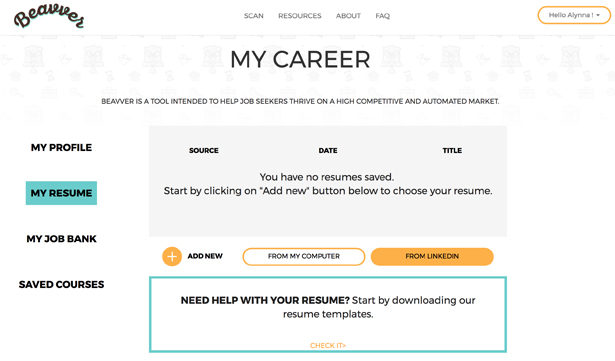 Beavver
SCAN RESOURCES ABOUT FAQ
Hello Alynna !
MY CAREER
BEAVVER IS A TOOL INTENDED TO HELP JOB SEEKERS THRIVE ON A HIGH COMPETITIVE AND AUTOMATED MARKET.
MY PROFILE
MY RESUME
MY JOB BANK
SAVED COURSES
SOURCE DATE TITLE
You have no resumes saved.
Start by clicking on "Add new" button below to choose your resume.
+ ADD NEW FROM MY COMPUTER FROM LINKEDIN
NEED HELP WITH YOUR RESUME? Start by downloading our
resume templates.
CHECK IT>